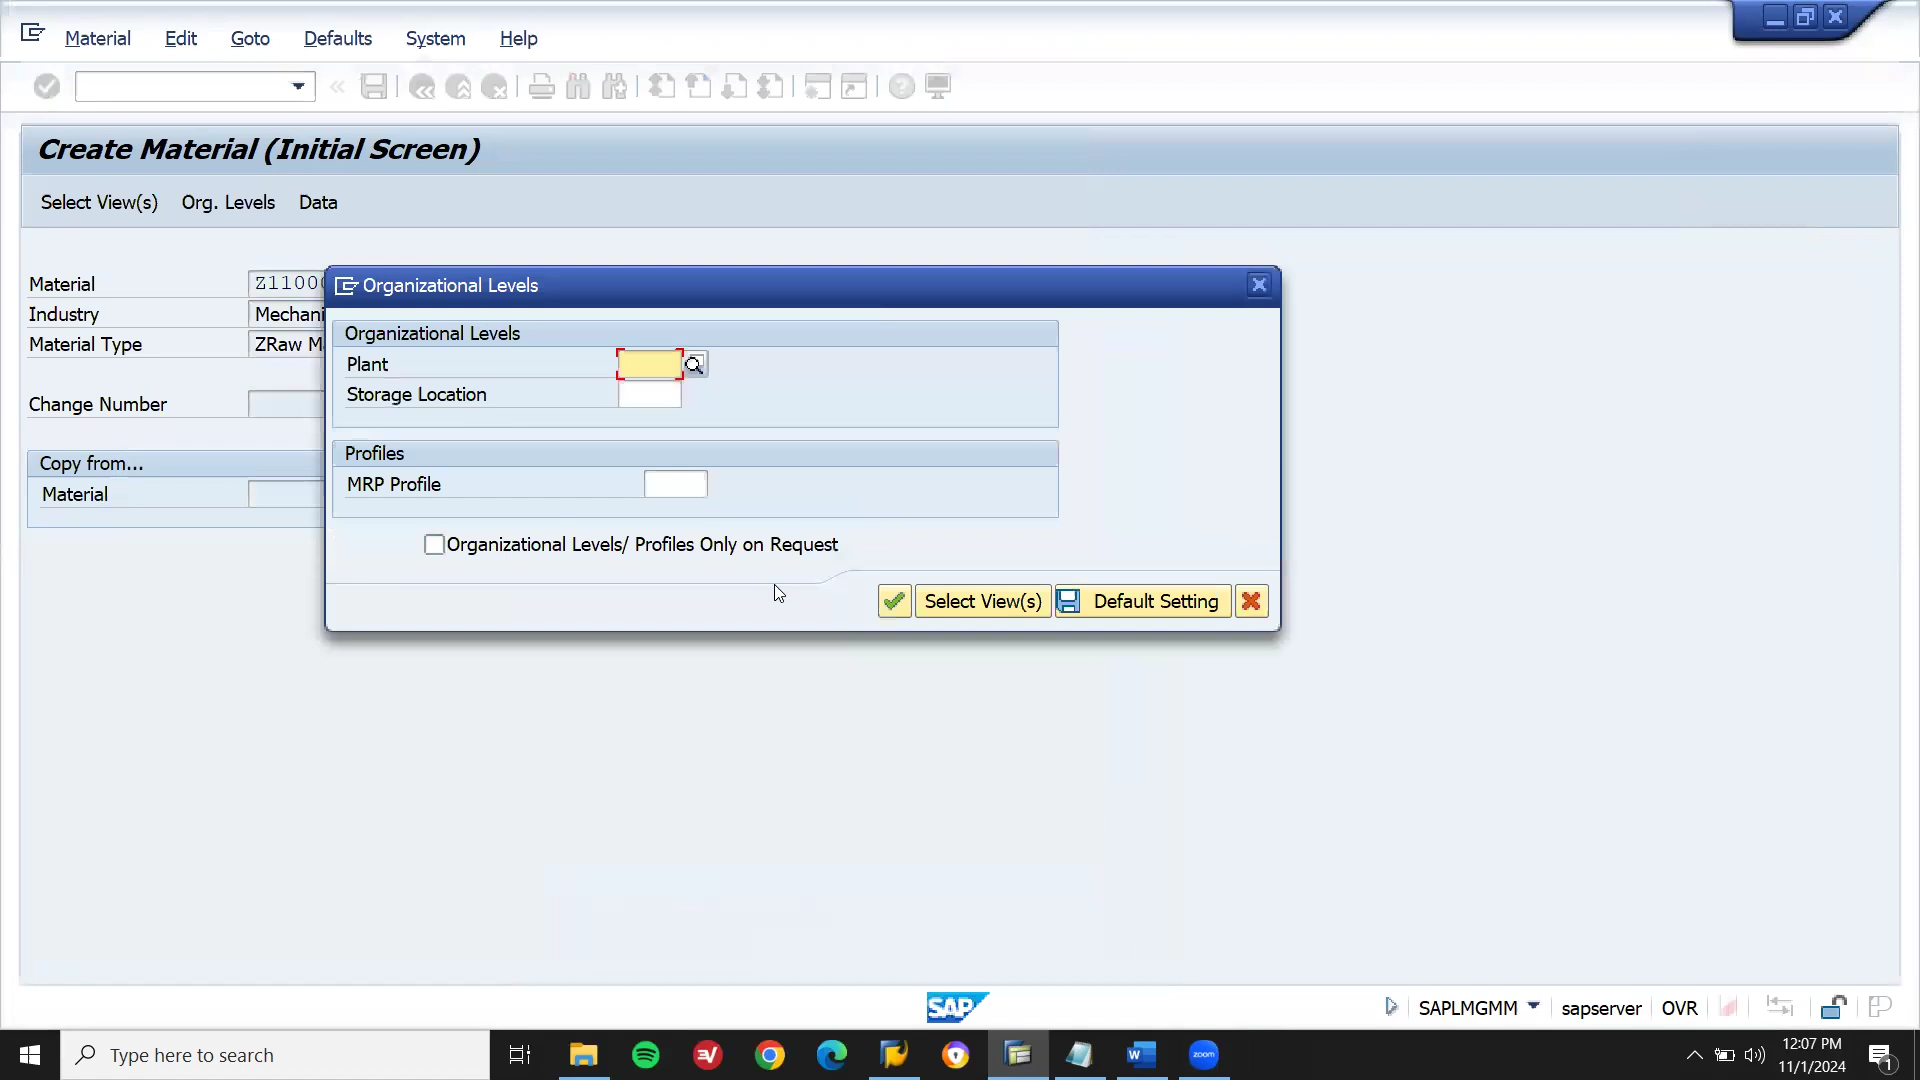 Material Edit Goto Defaults System Help
Create Material (Initial Screen)
Select View(s) Org. Levels Data
Material Z11000
Industry Mechani
Material Type ZRaw M
Change Number
Copy from...
Material
Organizational Levels
Organizational Levels
Plant
Storage Location
Profiles
MRP Profile
Organizational Levels/ Profiles Only on Request
Select View(s) Default Setting
SAP
SAPLMGMM sapserver OVR
Type here to search
zoom
12:07 PM
11/1/2024
1